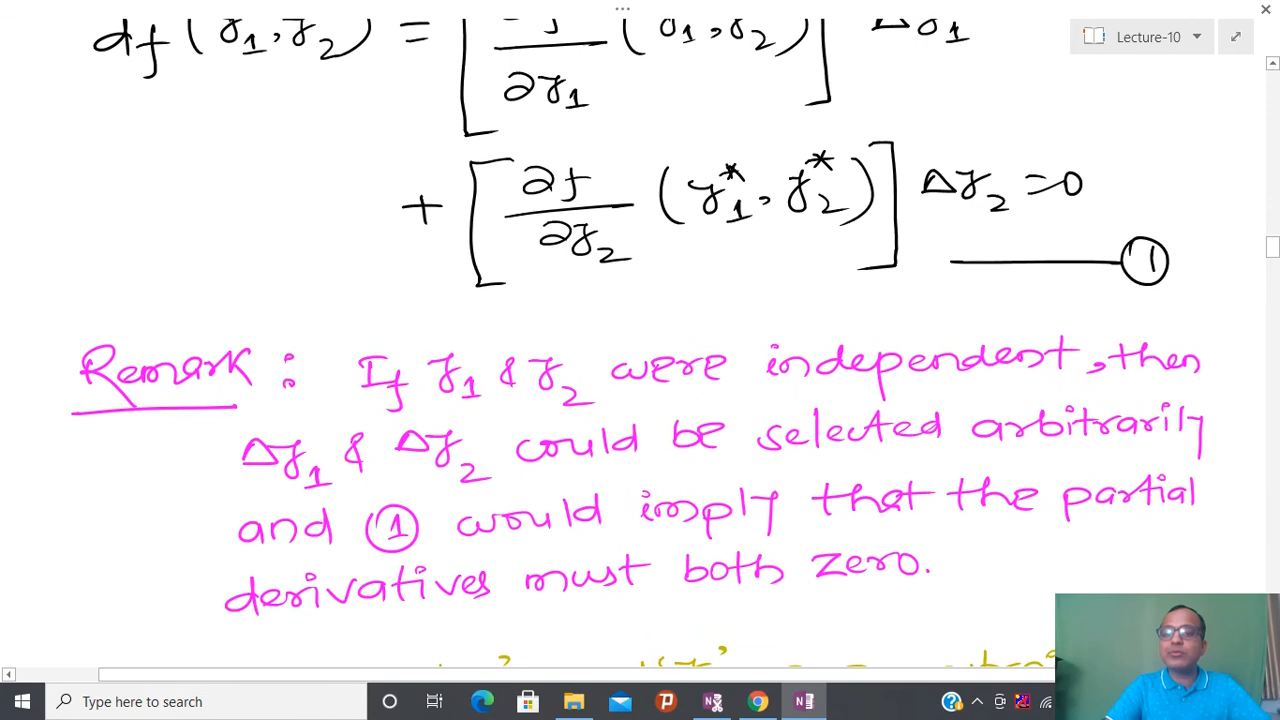 Lecture-10
df(y1, y2) = [∂f/∂y1 (y1, y2)] Δy1
+ [∂f/∂y2 (y1*, y2*)] Δy2 = 0
①
Remark : If y1 & y2 were independent, then
Δy1 & Δy2 could be selected arbitrarily
and ① would imply that the partial
derivatives must both zero.
Type here to search